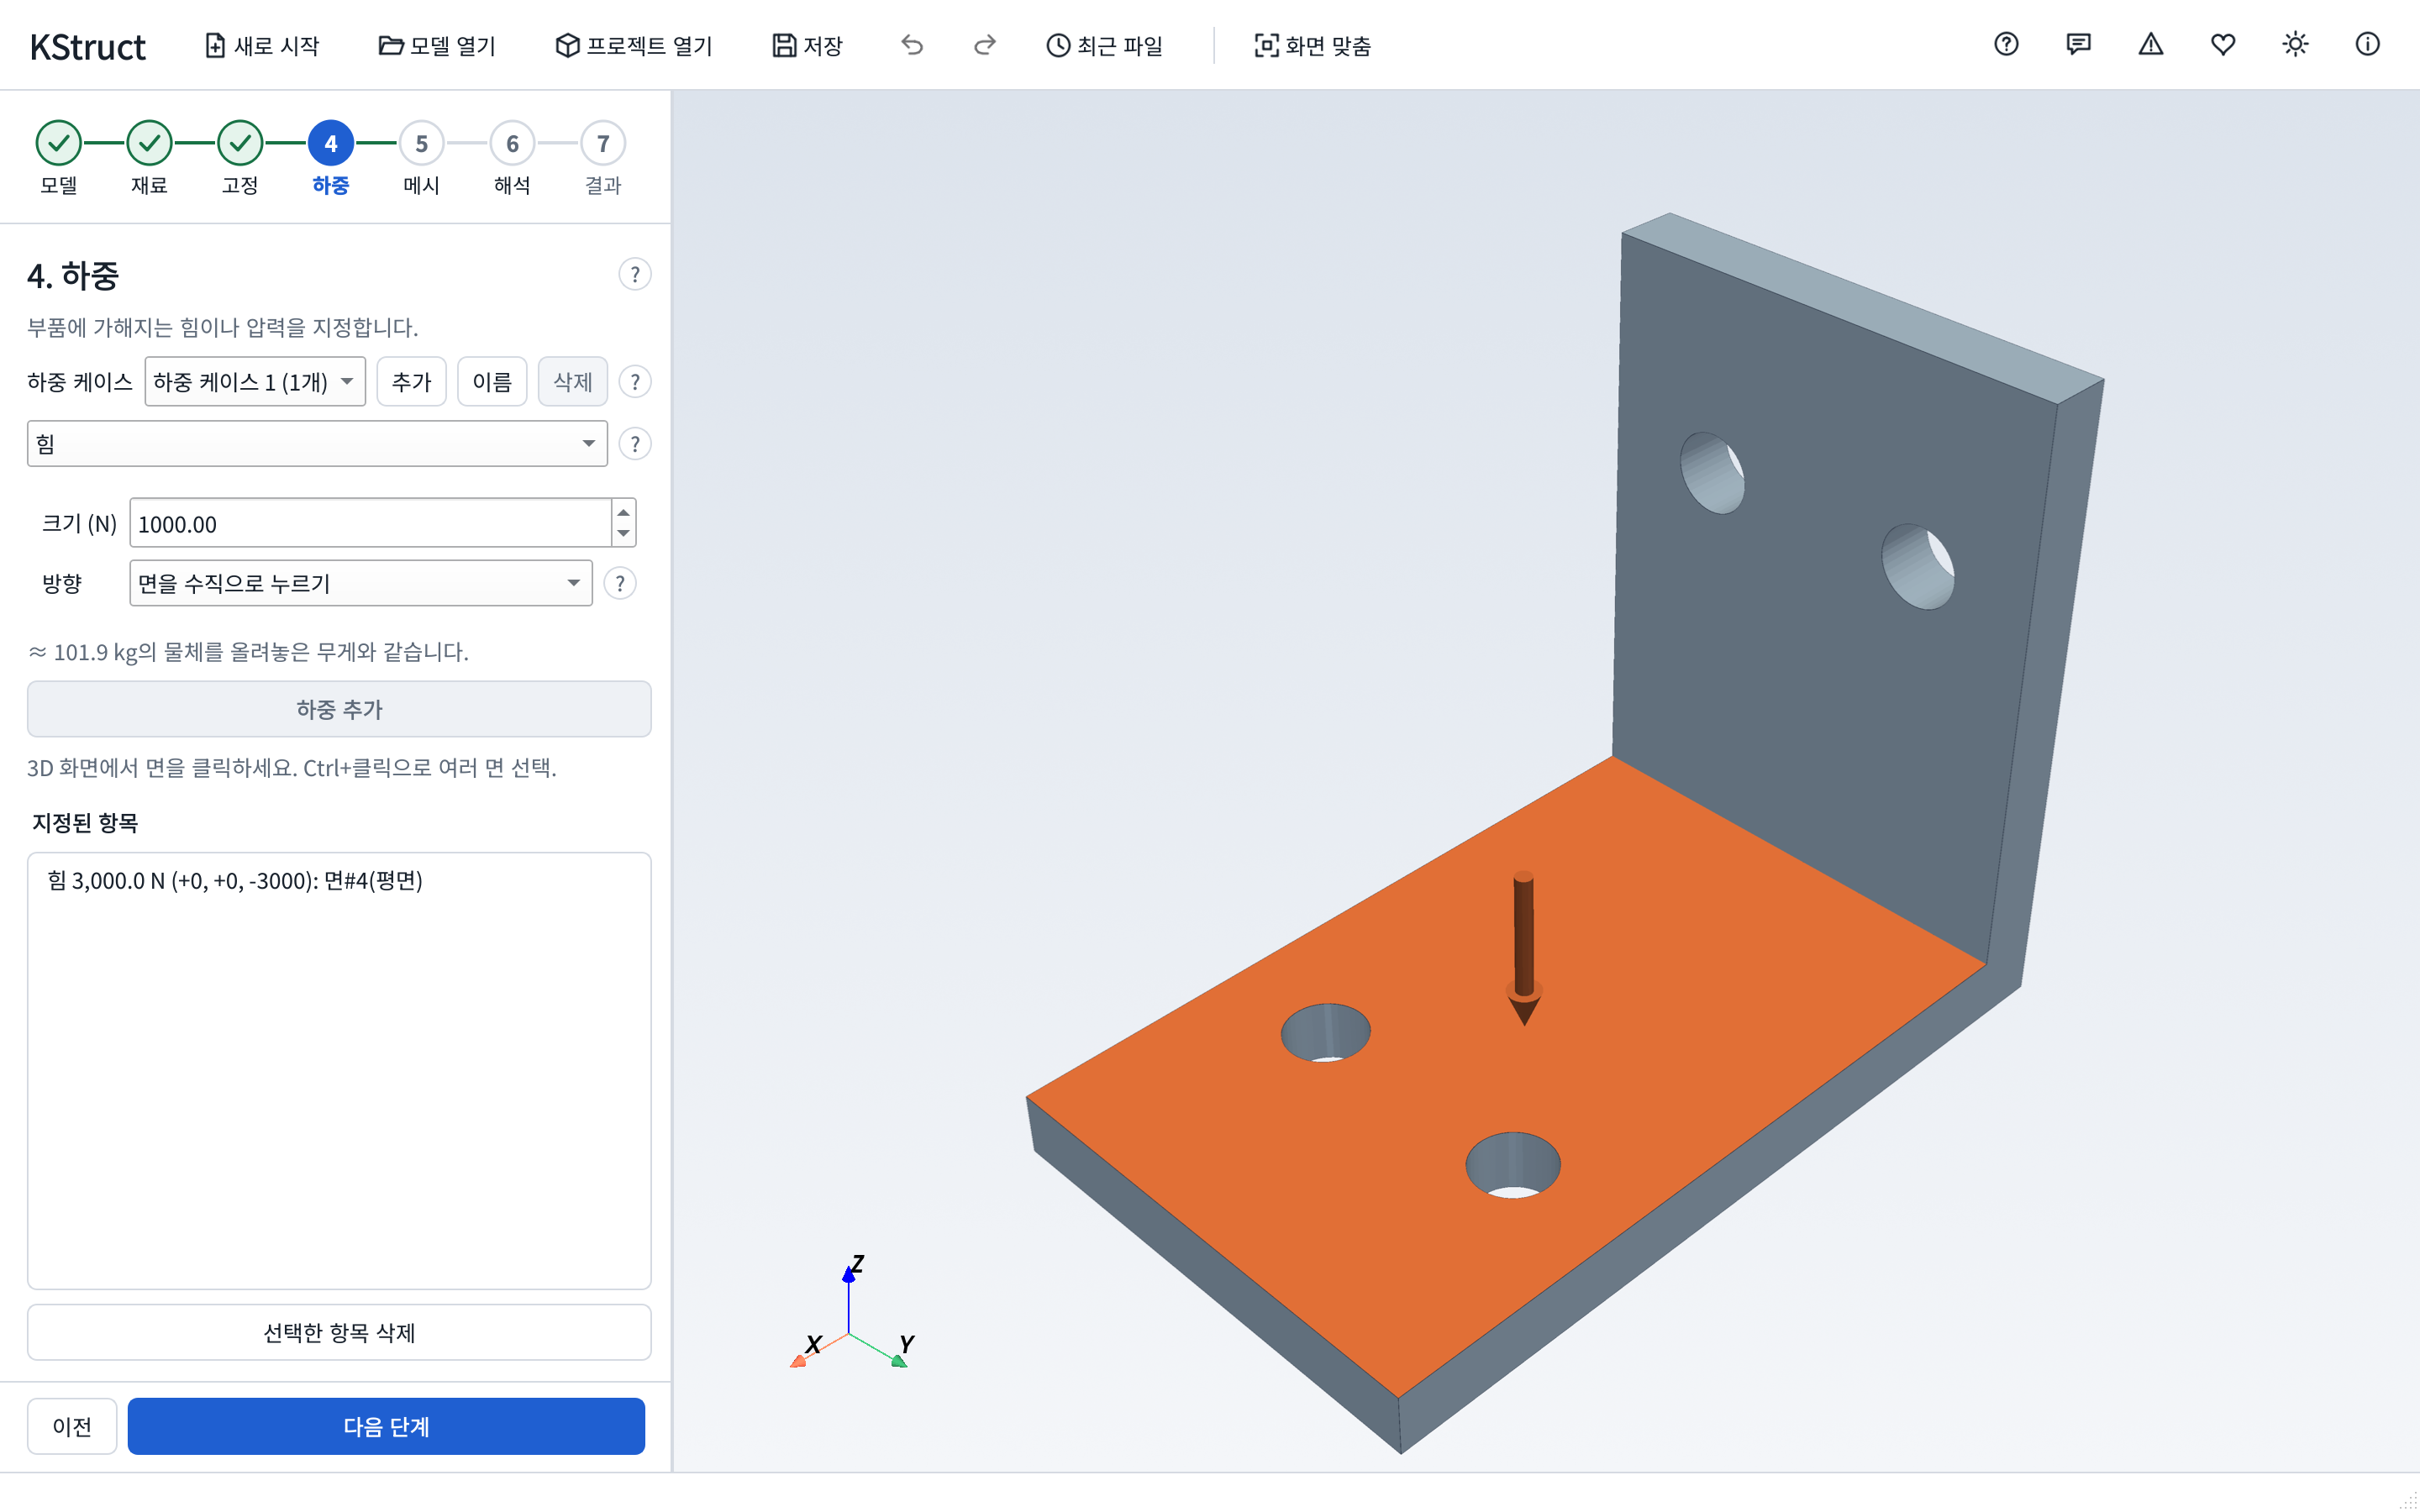 KStruct 새로 시작 모델 열기 프로젝트 열기 저장 최근 파일 화면 맞춤
4 5 6 7
모델 재료 고정 하중 메시 해석 결과
4. 하중 ?
부품에 가해지는 힘이나 압력을 지정합니다.
하중 케이스 하중 케이스 1 (1개) 추가 이름 삭제 ?
힘 ?
크기 (N) 1000.00
방향 면을 수직으로 누르기 ?
≈ 101.9 kg의 물체를 올려놓은 무게와 같습니다.
하중 추가
3D 화면에서 면을 클릭하세요. Ctrl+클릭으로 여러 면 선택.
지정된 항목
힘 3,000.0 N (+0, +0, -3000): 면#4(평면)
선택한 항목 삭제
이전 다음 단계
Z
X Y